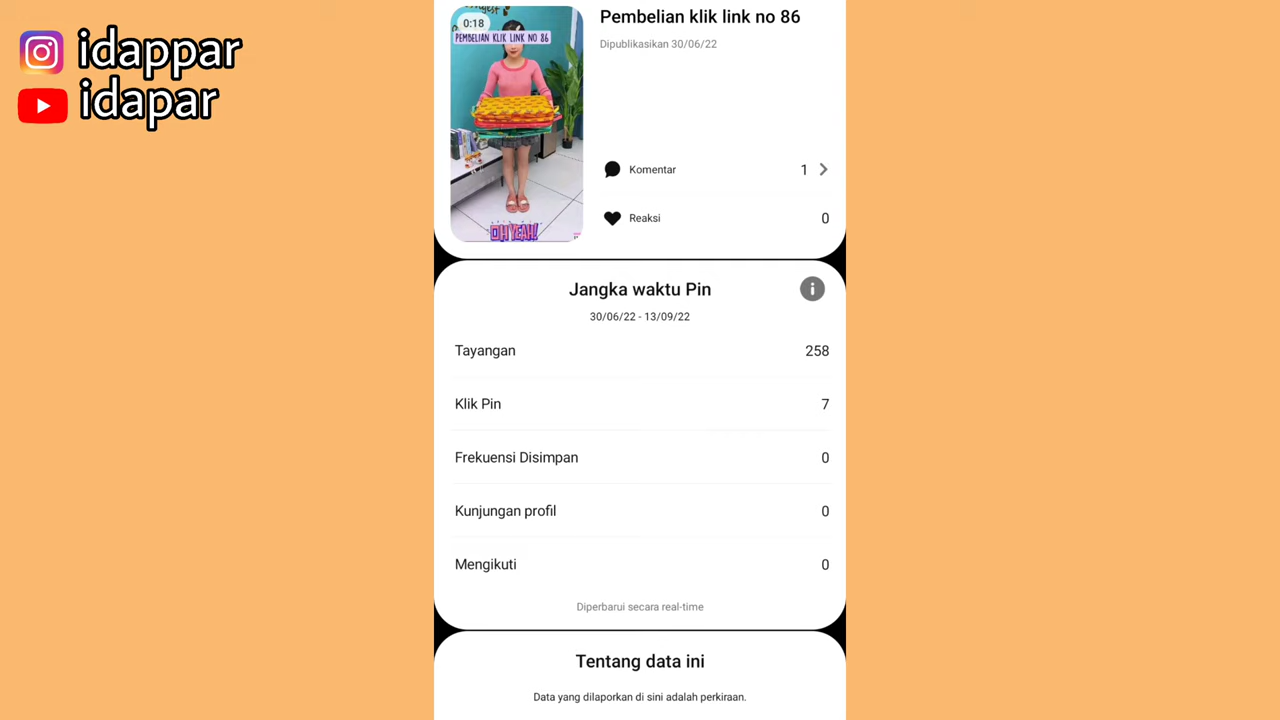 idappar
idapar
0:18
PEMBELIAN KLIK LINK NO 86
OH YEAH!
Pembelian klik link no 86
Dipublikasikan 30/06/22
Komentar 1
Reaksi 0
Jangka waktu Pin
30/06/22 - 13/09/22
Tayangan 258
Klik Pin 7
Frekuensi Disimpan 0
Kunjungan profil 0
Mengikuti 0
Diperbarui secara real-time
Tentang data ini
Data yang dilaporkan di sini adalah perkiraan.